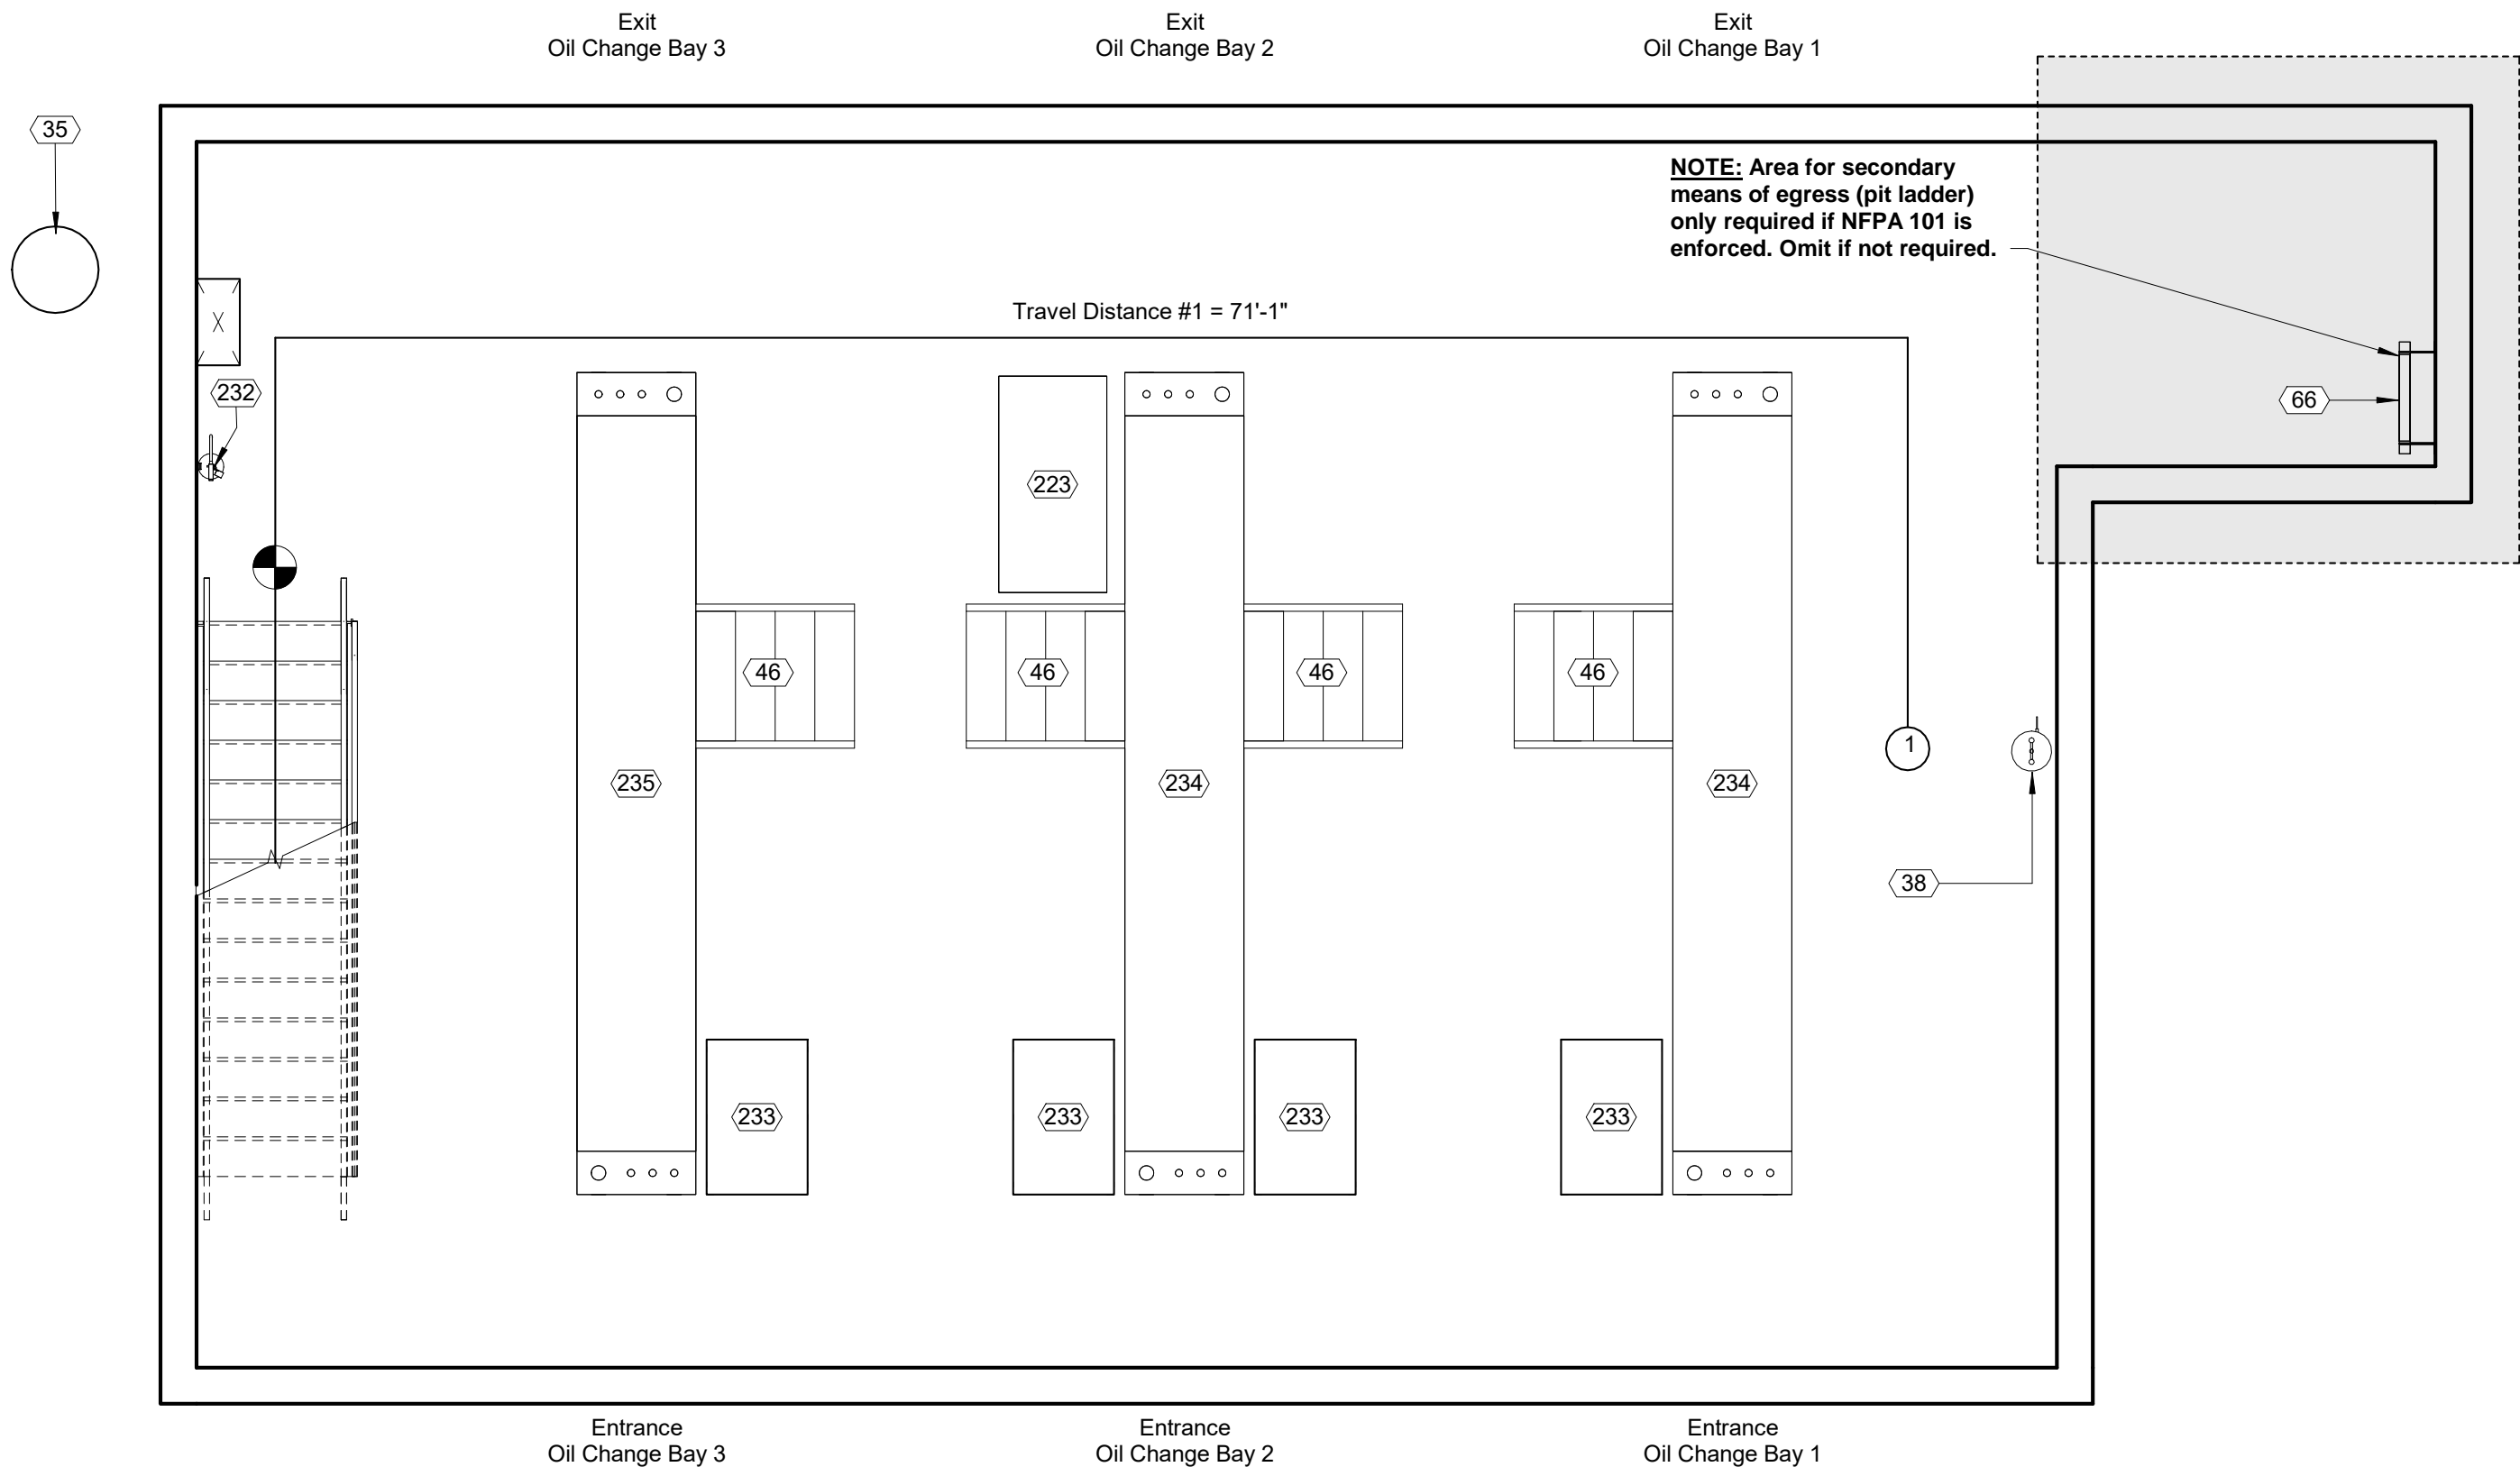 Exit
Oil Change Bay 3
Exit
Oil Change Bay 2
Exit
Oil Change Bay 1
35
NOTE: Area for secondary
means of egress (pit ladder)
only required if NFPA 101 is
enforced. Omit if not required.
Travel Distance #1 = 71'-1"
232
66
223
46
46
46
46
1
235
234
234
38
233
233
233
233
Entrance
Oil Change Bay 3
Entrance
Oil Change Bay 2
Entrance
Oil Change Bay 1